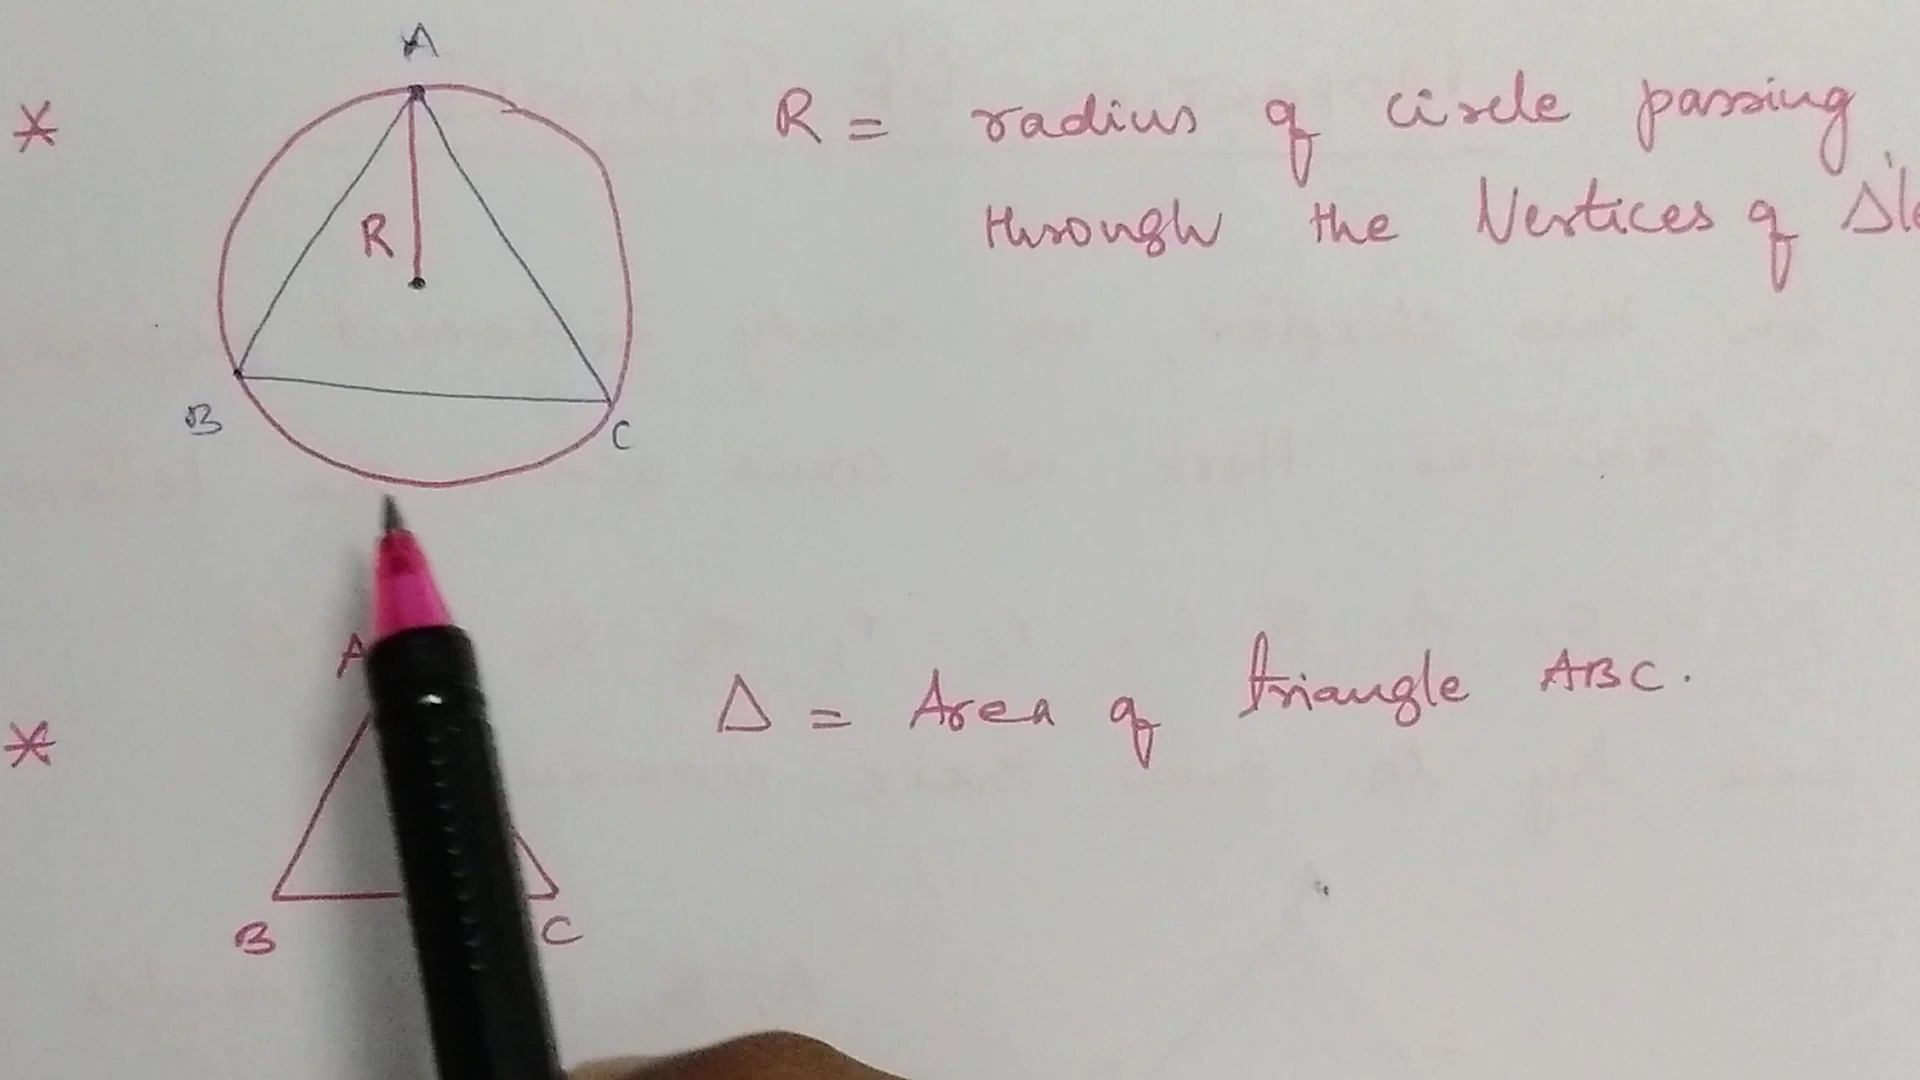 A
* R = radius of circle passing
R through the Vertices of
B C
A
* Δ = Area of triangle ABC.
B C